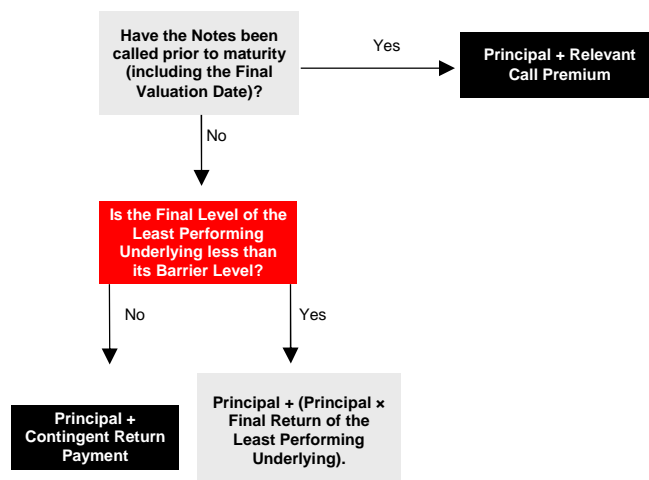 Have the Notes been
called prior to maturity
(including the Final
Valuation Date)?
Yes
Principal + Relevant
Call Premium
No
Is the Final Level of the
Least Performing
Underlying less than
its Barrier Level?
No
Yes
Principal +
Contingent Return
Payment
Principal + (Principal ×
Final Return of the
Least Performing
Underlying).